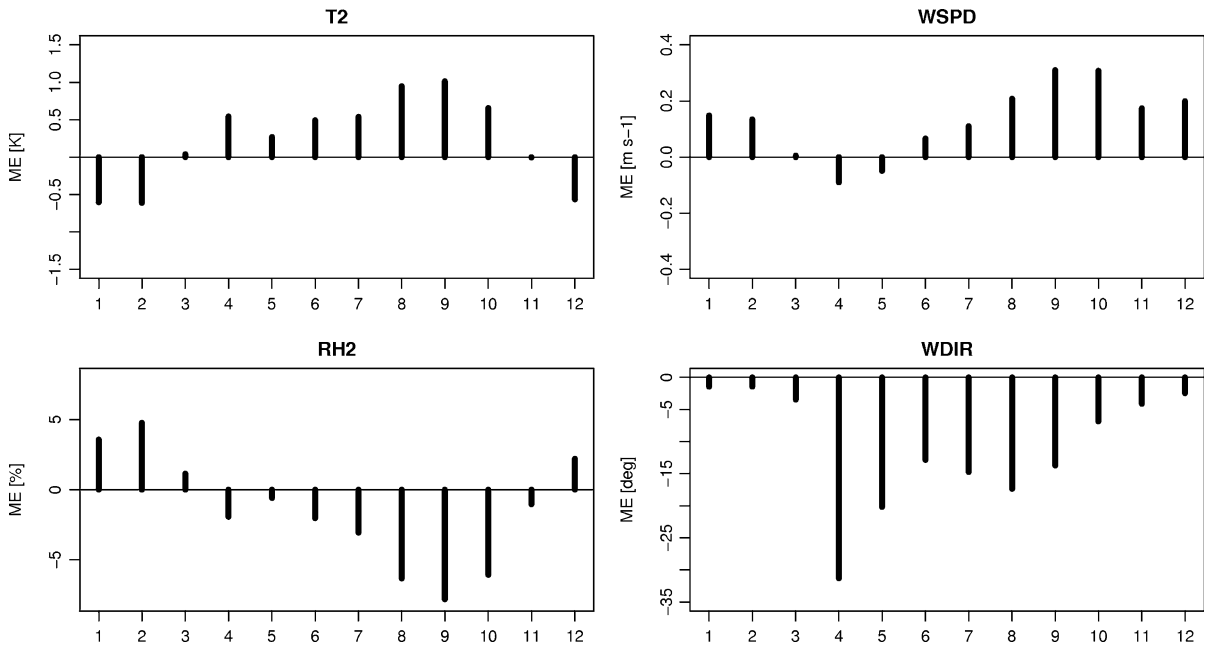 T2
ME [K]
1.5
1.0
0.5
−0.5
−1.5
1 2 3 4 5 6 7 8 9 10 11 12
WSPD
ME [m s−1]
0.4
0.2
0.0
−0.2
−0.4
1 2 3 4 5 6 7 8 9 10 11 12
RH2
ME [%]
5
0
−5
1 2 3 4 5 6 7 8 9 10 11 12
WDIR
ME [deg]
0
−5
−15
−25
−35
1 2 3 4 5 6 7 8 9 10 11 12